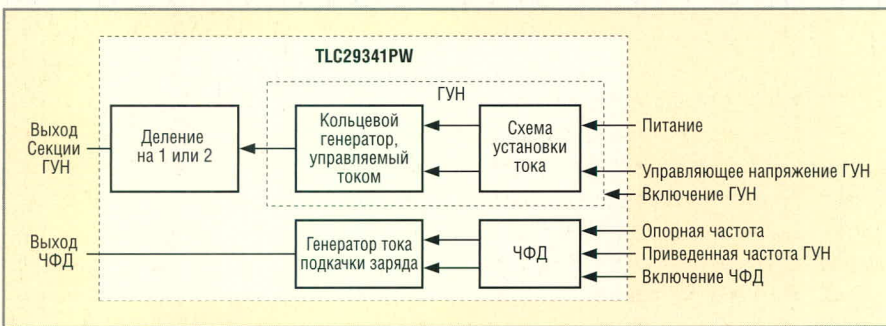 TLC29341PW
ГУН
Выход
Секции
ГУН
Деление
на 1 или 2
Кольцевой
генератор,
управляемый
током
Схема
установки
тока
Питание
Управляющее напряжение ГУН
Включение ГУН
Выход
ЧФД
Генератор тока
подкачки заряда
ЧФД
Опорная частота
Приведенная частота ГУН
Включение ЧФД